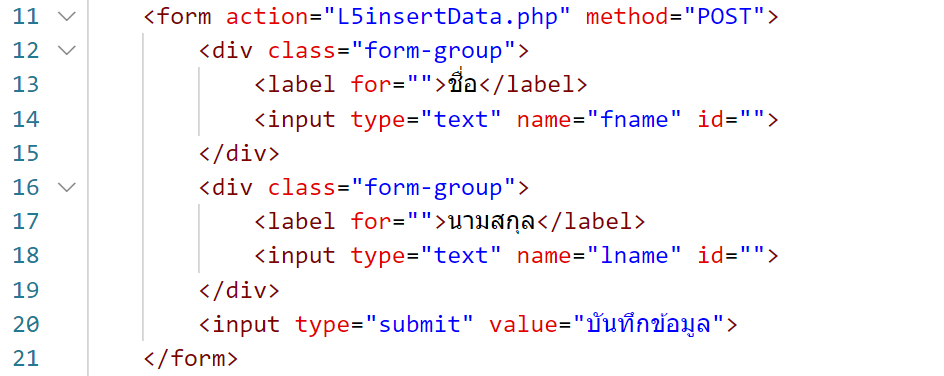 11 <form action="L5insertData.php" method="POST">
12 <div class="form-group">
13 <label for="">ชื่อ</label>
14 <input type="text" name="fname" id="">
15 </div>
16 <div class="form-group">
17 <label for="">นามสกุล</label>
18 <input type="text" name="lname" id="">
19 </div>
20 <input type="submit" value="บันทึกข้อมูล">
21 </form>